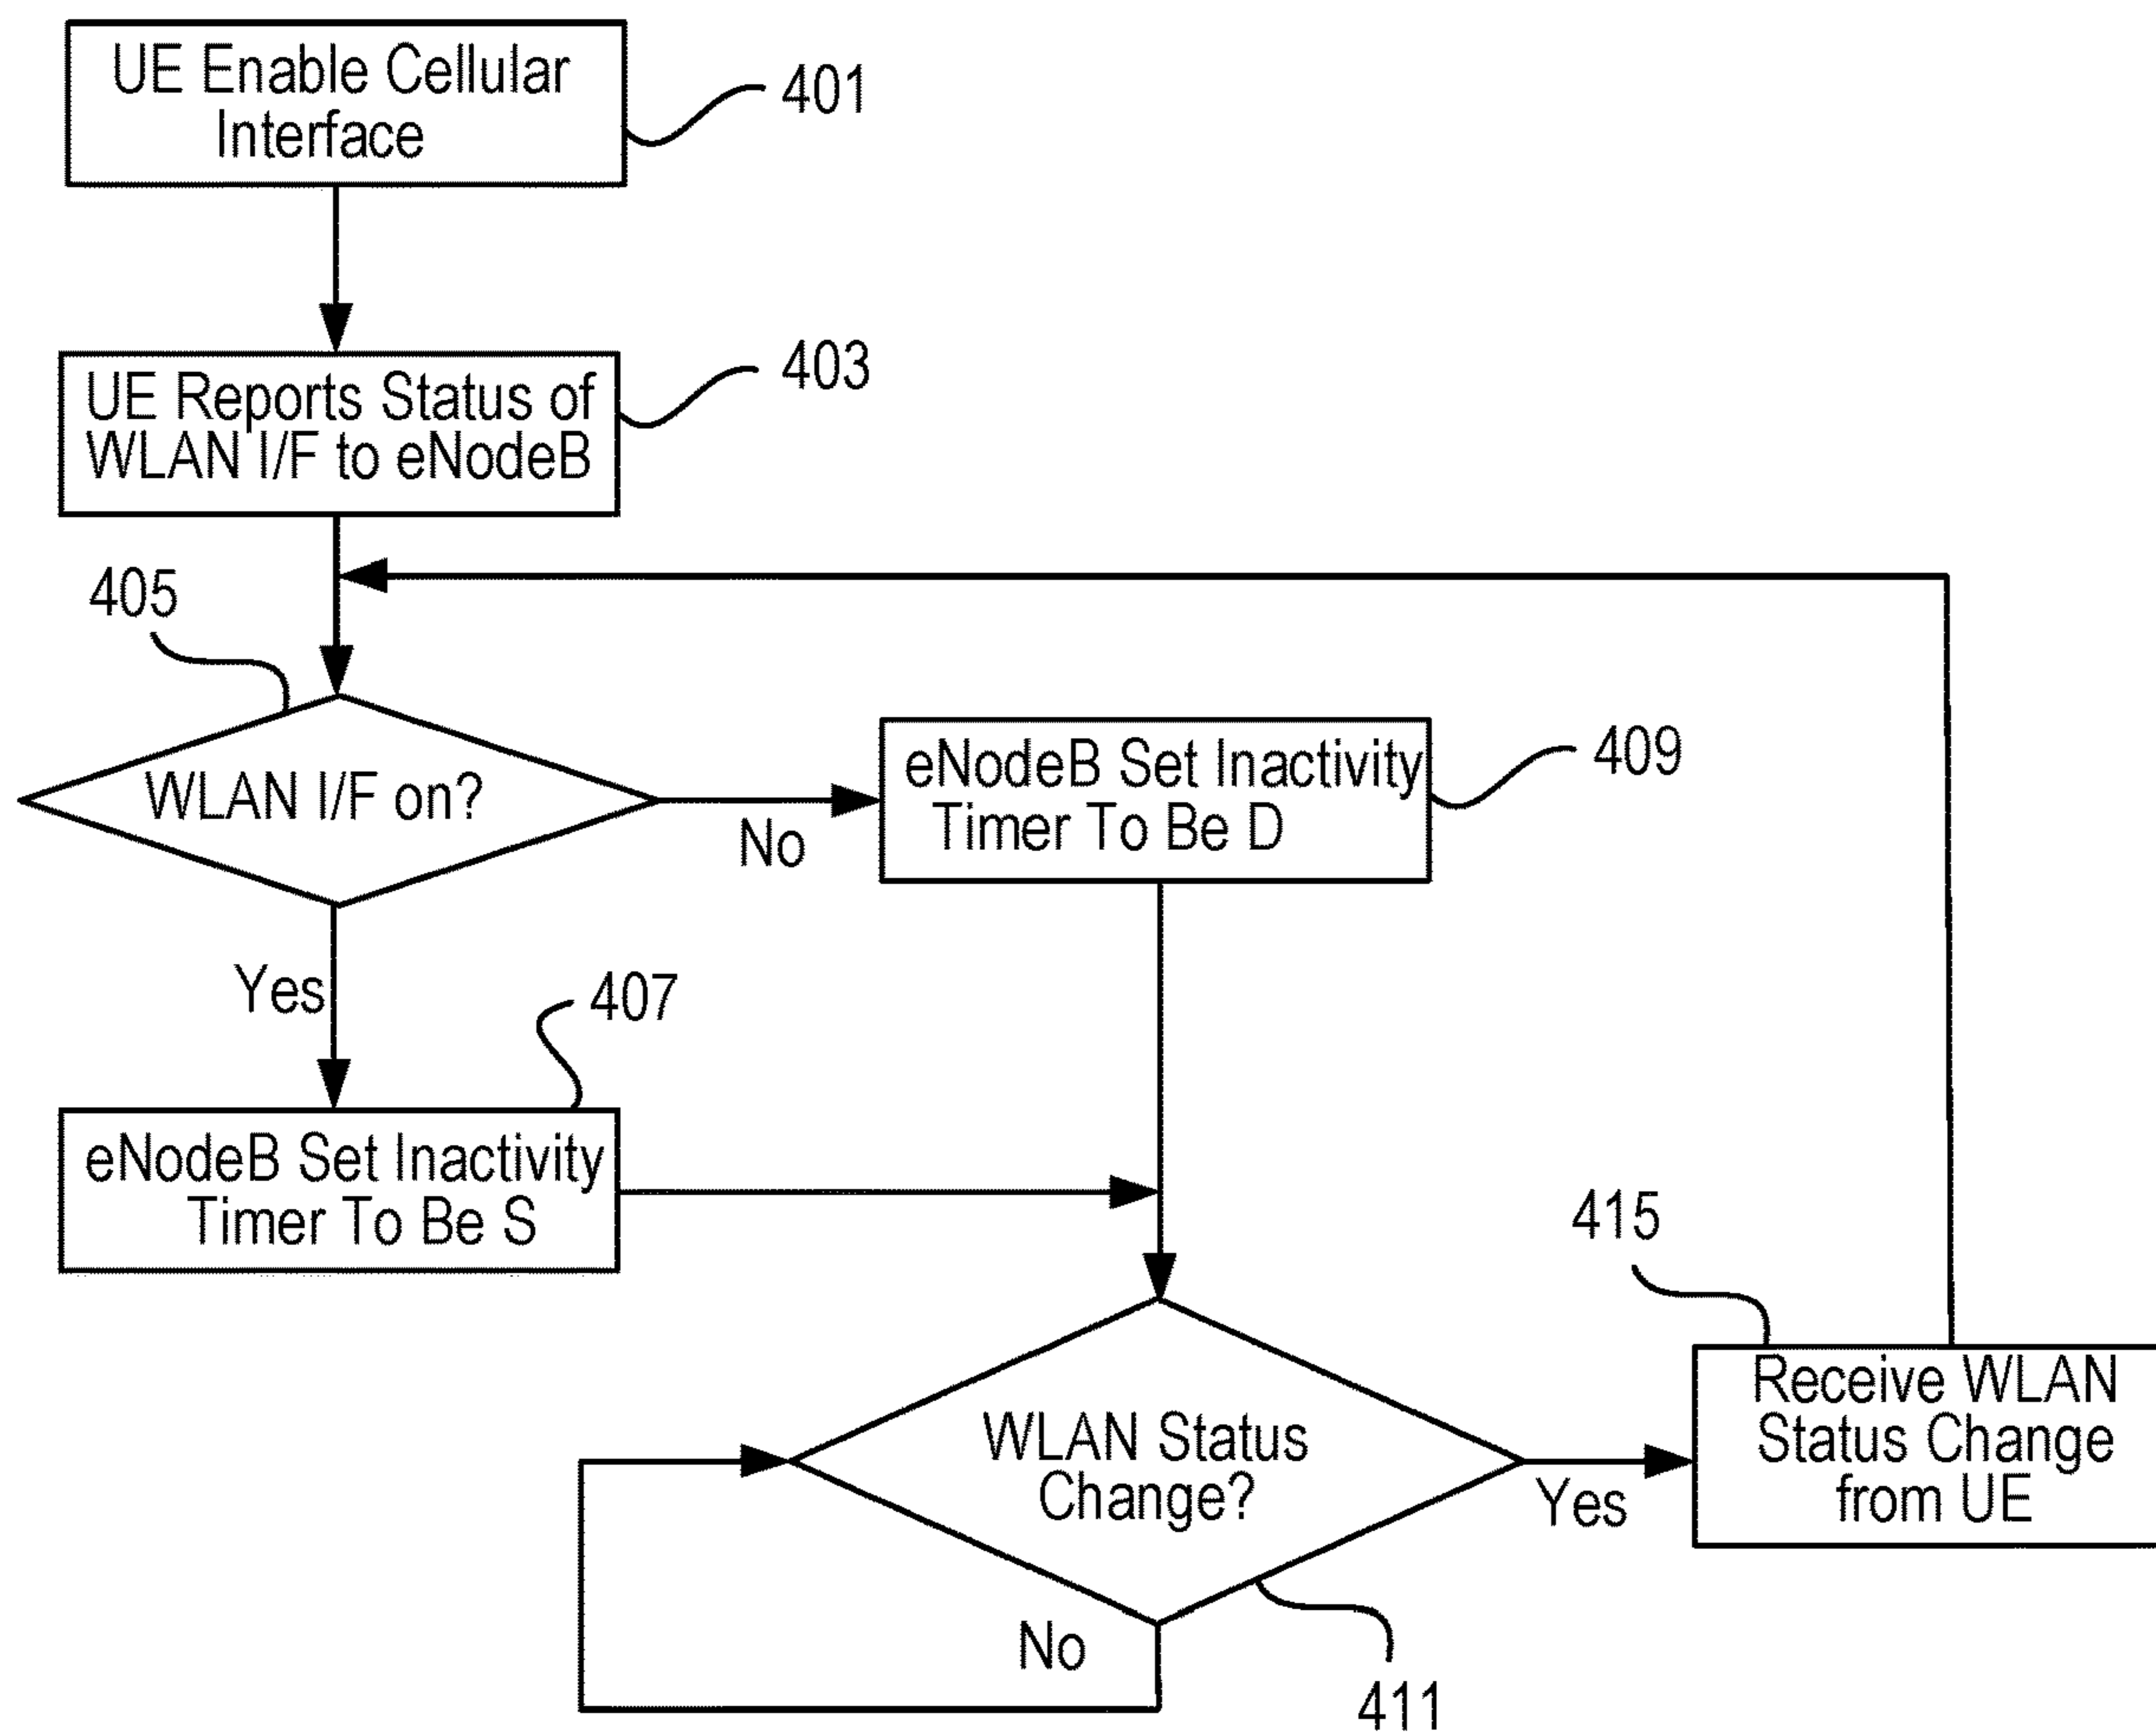 UE Enable Cellular
Interface
401
UE Reports Status of
WLAN I/F to eNodeB
403
405
WLAN I/F on?
No
eNodeB Set Inactivity
Timer To Be D
409
Yes
407
eNodeB Set Inactivity
Timer To Be S
415
WLAN Status
Change?
Yes
Receive WLAN
Status Change
from UE
No
411